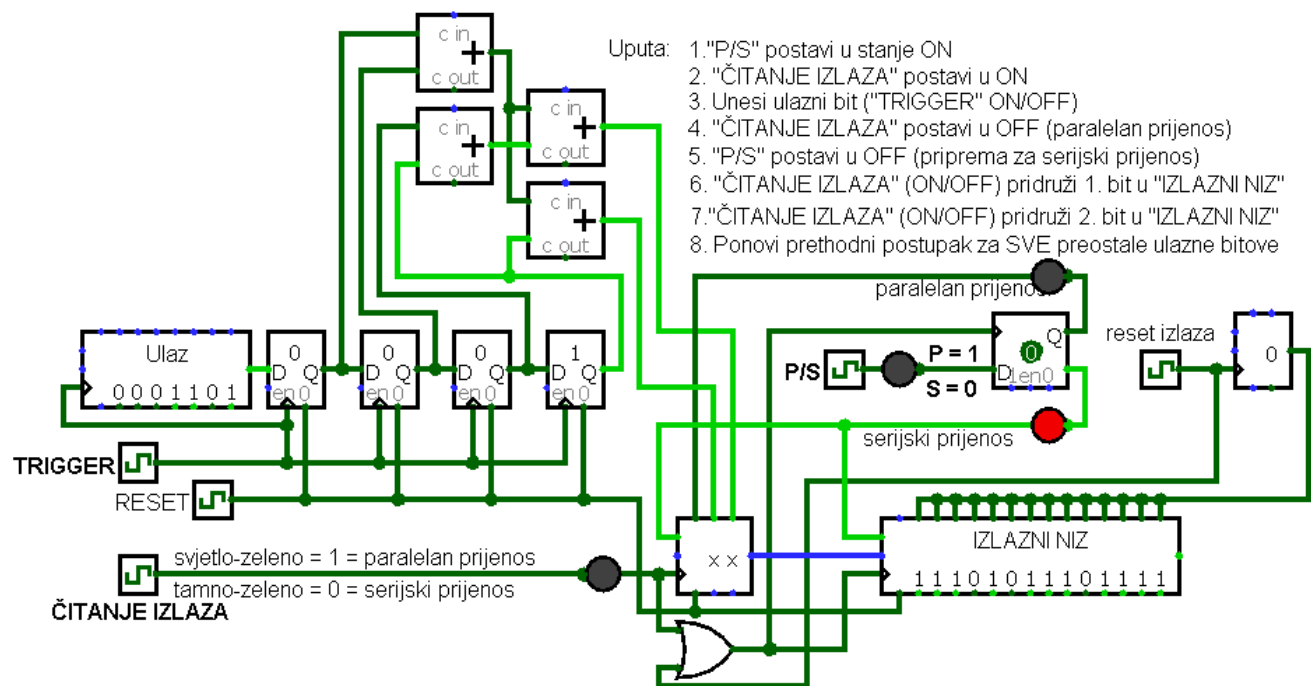 c in
+
c out
c in
+
c out
c in
+
c out
c in
+
c out
Uputa:
1."P/S" postavi u stanje ON
2. "ČITANJE IZLAZA" postavi u ON
3. Unesi ulazni bit ("TRIGGER" ON/OFF)
4. "ČITANJE IZLAZA" postavi u OFF (paralelan prijenos)
5. "P/S" postavi u OFF (priprema za serijski prijenos)
6. "ČITANJE IZLAZA" (ON/OFF) pridruži 1. bit u "IZLAZNI NIZ"
7."ČITANJE IZLAZA" (ON/OFF) pridruži 2. bit u "IZLAZNI NIZ"
8. Ponovi prethodni postupak za SVE preostale ulazne bitove
paralelan prijenos
Ulaz
0 0 0 1 1 0 1
0
D Q
en 0
0
D Q
en 0
0
D Q
en 0
1
D Q
en 0
P/S
P = 1
S = 0
Q
0
D
1en0
reset izlaza
0
serijski prijenos
TRIGGER
RESET
svjetlo-zeleno = 1 = paralelan prijenos
tamno-zeleno = 0 = serijski prijenos
ČITANJE IZLAZA
x x
IZLAZNI NIZ
1 1 1 0 1 0 1 1 1 0 1 1 1 1